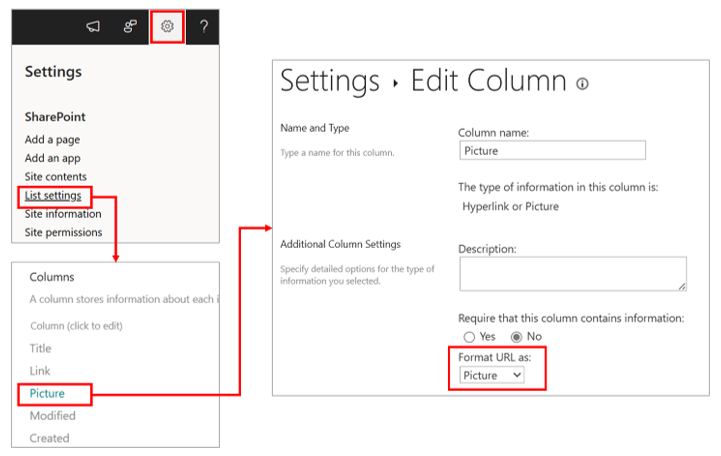 ?
Settings
SharePoint
Add a page
Add an app
Site contents
List settings
Site information
Site permissions
Columns
A column stores information about each i
Column (click to edit)
Title
Link
Picture
Modified
Created
Settings ▸ Edit Column
Name and Type
Type a name for this column.
Column name:
Picture
The type of information in this column is:
Hyperlink or Picture
Additional Column Settings
Specify detailed options for the type of
information you selected.
Description:
Require that this column contains information:
Yes No
Format URL as:
Picture